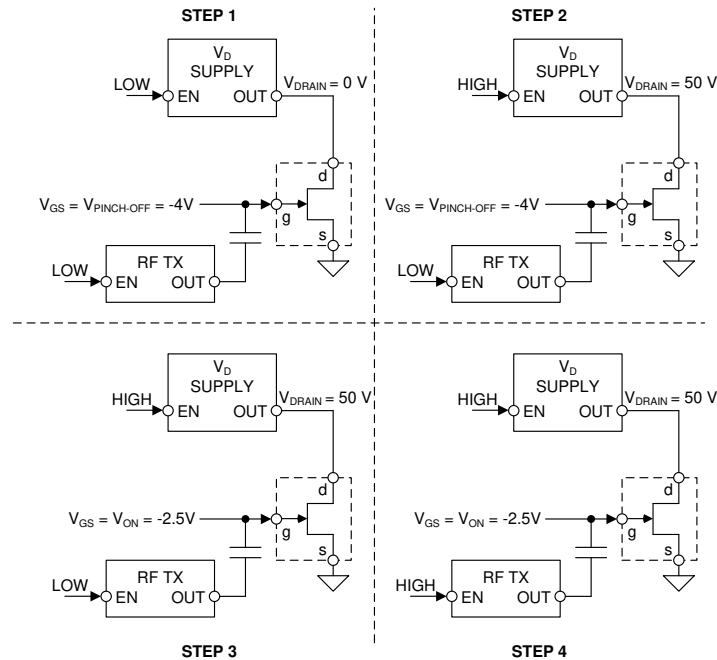 STEP 1
V_D
SUPPLY
LOW
EN OUT
V_DRAIN = 0 V
d
V_GS = V_PINCH-OFF = -4V
g
s
RF TX
LOW
EN OUT
STEP 2
V_D
SUPPLY
HIGH
EN OUT
V_DRAIN = 50 V
d
V_GS = V_PINCH-OFF = -4V
g
s
RF TX
LOW
EN OUT
V_D
SUPPLY
HIGH
EN OUT
V_DRAIN = 50 V
d
V_GS = V_ON = -2.5V
g
s
RF TX
LOW
EN OUT
STEP 3
V_D
SUPPLY
HIGH
EN OUT
V_DRAIN = 50 V
d
V_GS = V_ON = -2.5V
g
s
RF TX
HIGH
EN OUT
STEP 4